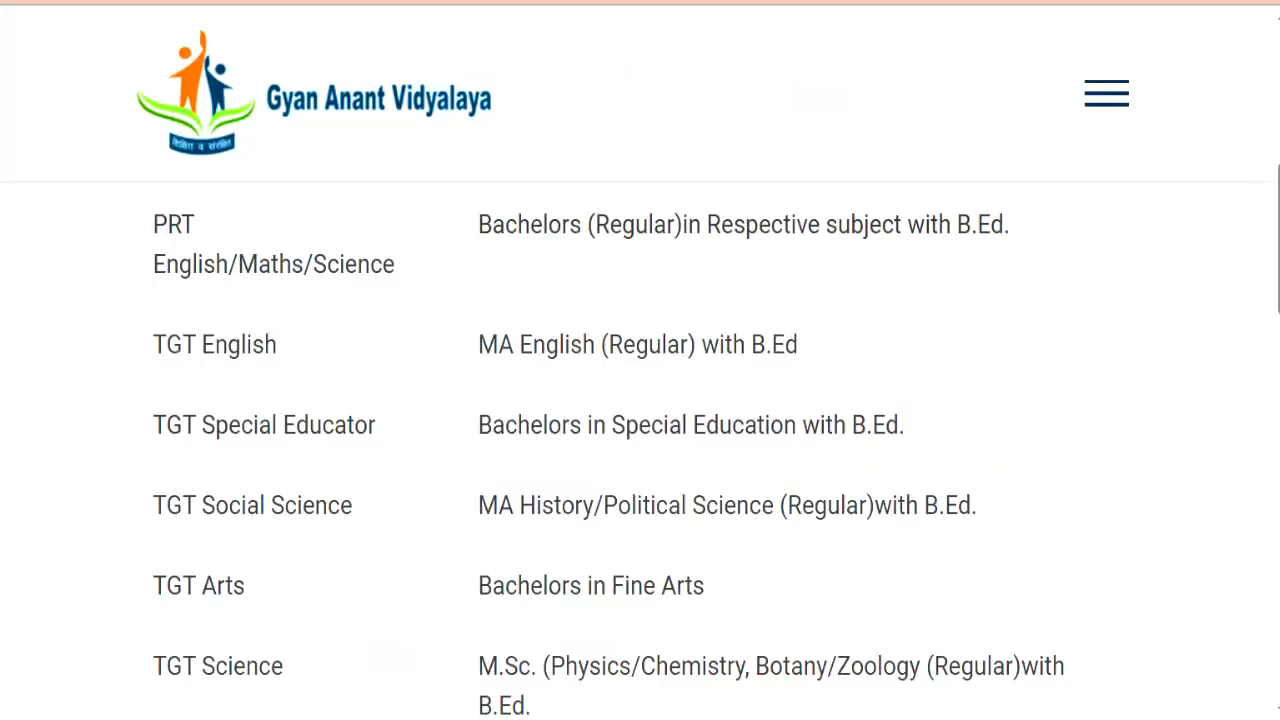 Gyan Anant Vidyalaya
शिक्षित व संरक्षित
PRT
English/Maths/Science
Bachelors (Regular)in Respective subject with B.Ed.
TGT English
MA English (Regular) with B.Ed
TGT Special Educator
Bachelors in Special Education with B.Ed.
TGT Social Science
MA History/Political Science (Regular)with B.Ed.
TGT Arts
Bachelors in Fine Arts
TGT Science
M.Sc. (Physics/Chemistry, Botany/Zoology (Regular)with
B.Ed.